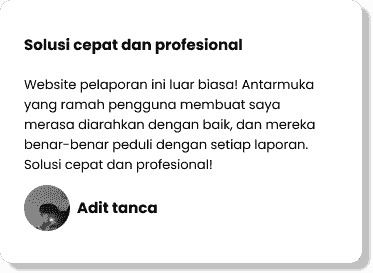 Solusi cepat dan profesional
Website pelaporan ini luar biasa! Antarmuka
yang ramah pengguna membuat saya
merasa diarahkan dengan baik, dan mereka
benar-benar peduli dengan setiap laporan.
Solusi cepat dan profesional!
Adit tanca